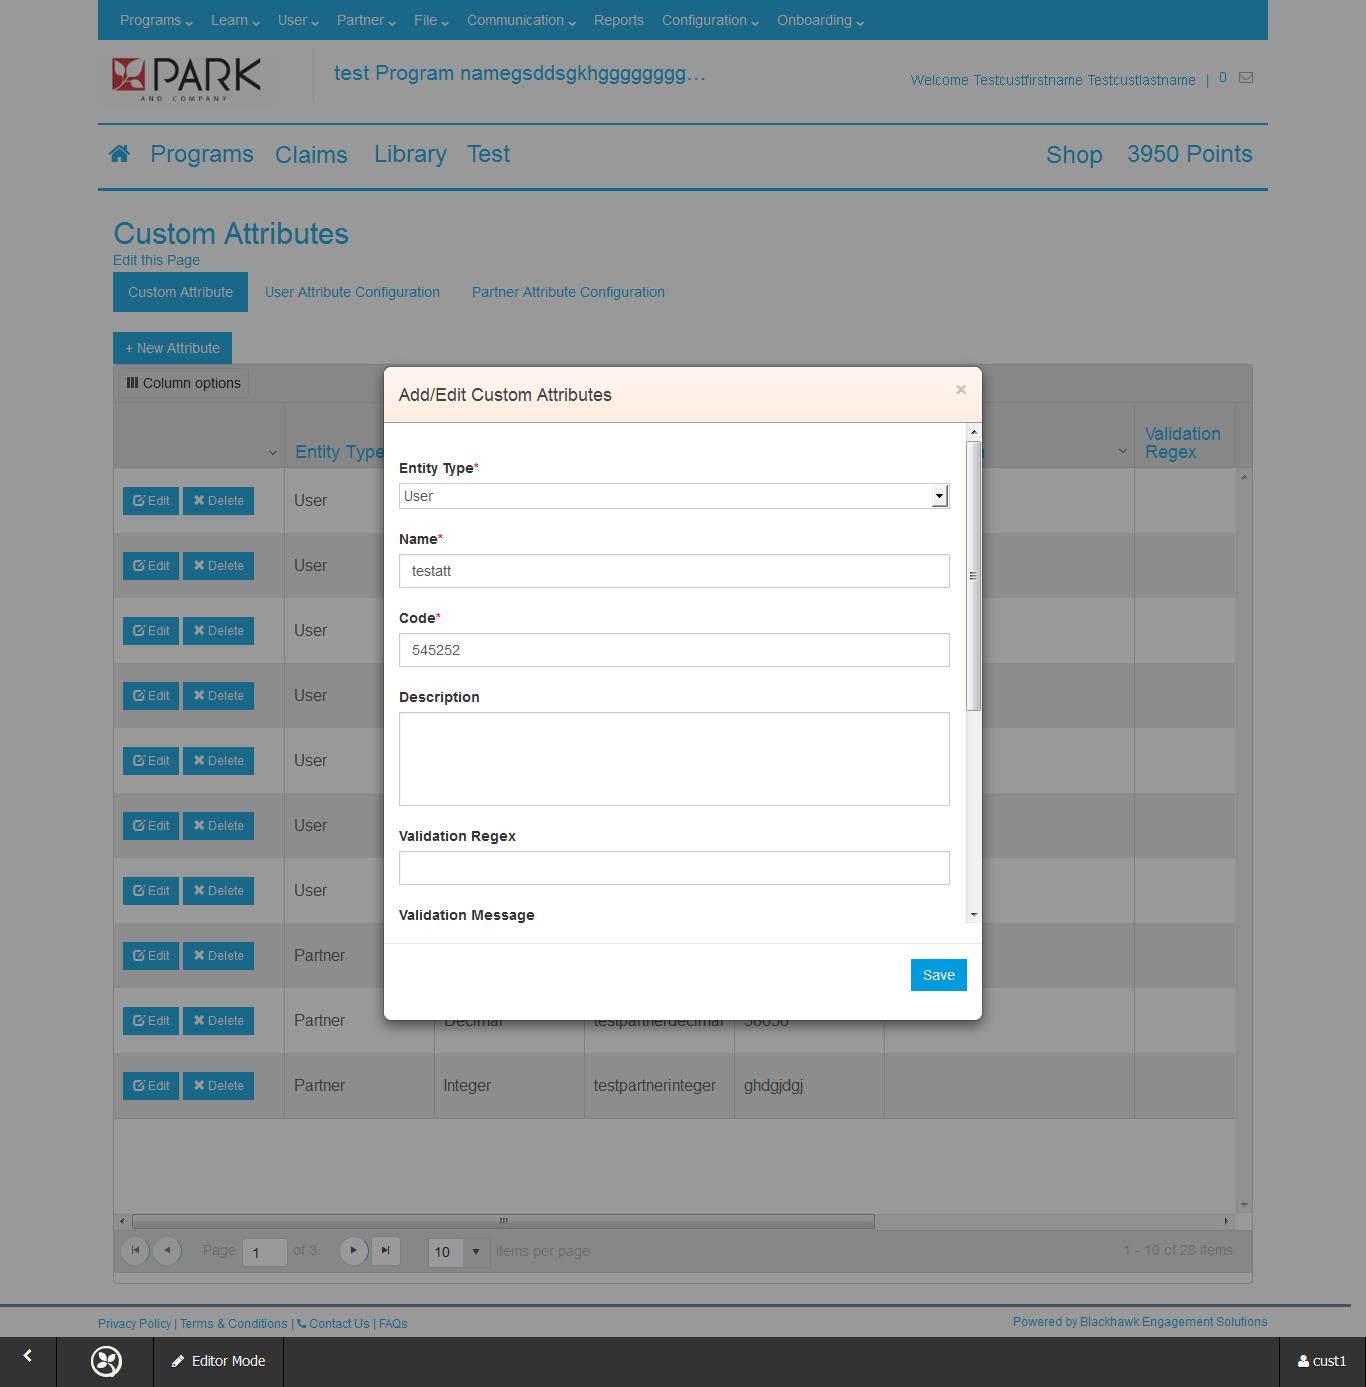 Programs Learn User Partner File Communication Reports Configuration Onboarding
PARK
AND COMPANY
test Program namegsddsgkhgggggggg...
Welcome Testcustfirstname Testcustlastname | 0
Programs Claims Library Test Shop 3950 Points
Custom Attributes
Edit this Page
Custom Attribute User Attribute Configuration Partner Attribute Configuration
+ New Attribute
Column options
Entity Type
Validation
Regex
Edit Delete User
Edit Delete User
Edit Delete User
Edit Delete User
Edit Delete User
Edit Delete User
Edit Delete User
Edit Delete Partner
Edit Delete Partner Decimal testpartnerdecimal
Edit Delete Partner Integer testpartnerinteger ghdgjdgj
Add/Edit Custom Attributes ×
Entity Type*
User
Name*
testatt
Code*
545252
Description
Validation Regex
Validation Message
Save
Page 1 of 3 10 items per page 1 - 10 of 28 items
Privacy Policy | Terms & Conditions | Contact Us | FAQs
Powered by Blackhawk Engagement Solutions
Editor Mode cust1